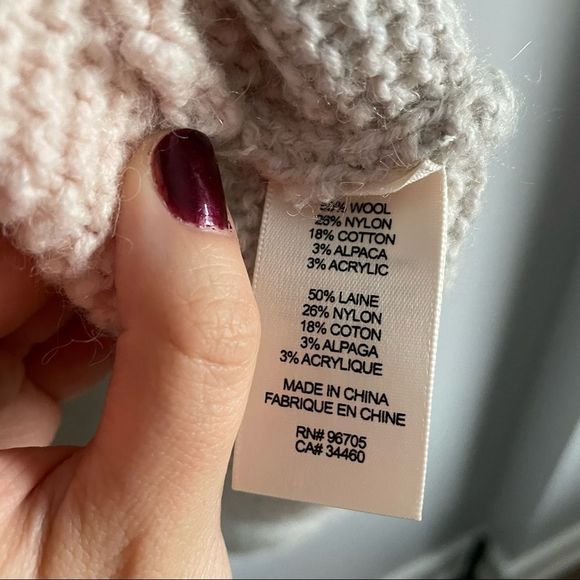 50% WOOL
26% NYLON
18% COTTON
3% ALPACA
3% ACRYLIC
50% LAINE
26% NYLON
18% COTON
3% ALPAGA
3% ACRYLIQUE
MADE IN CHINA
FABRIQUE EN CHINE
RN# 96705
CA# 34460